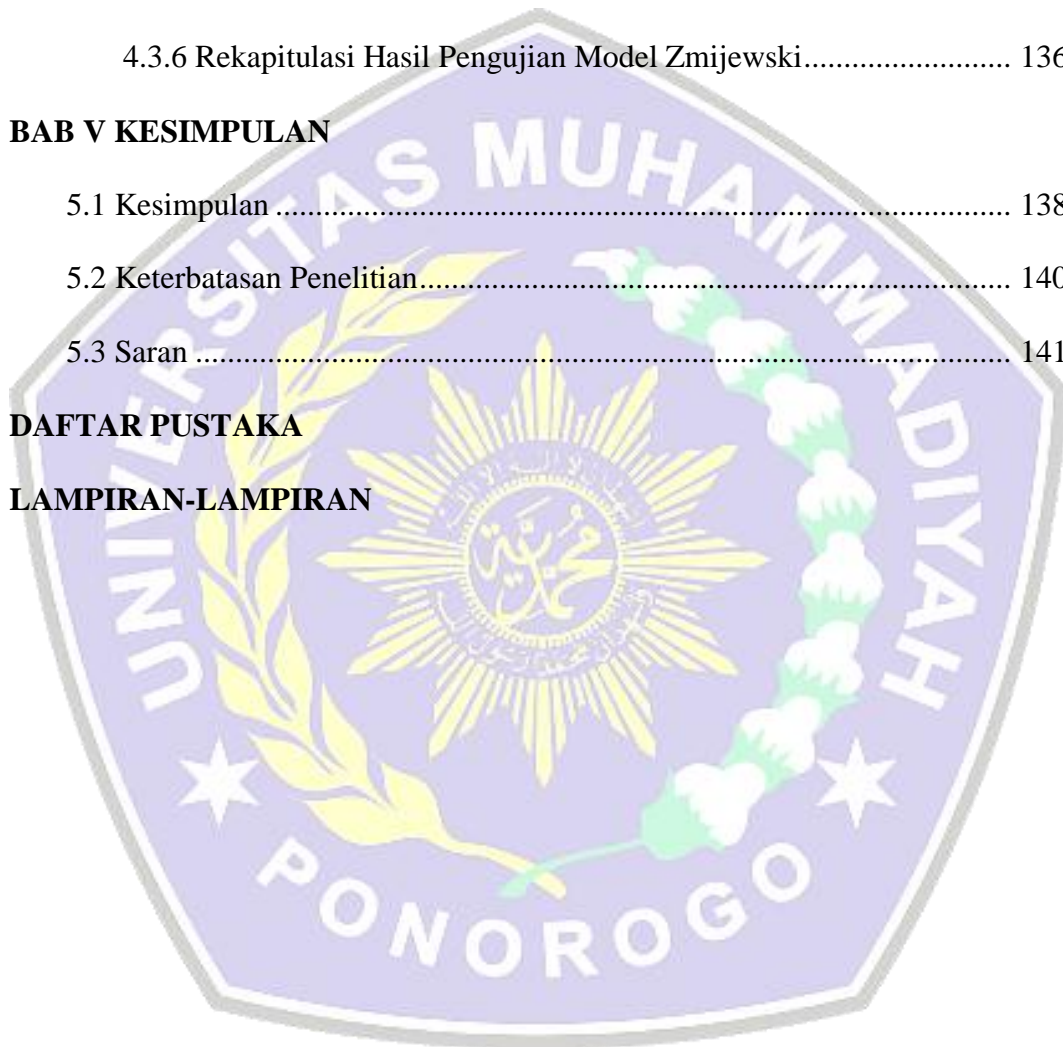 4.3.6 Rekapitulasi Hasil Pengujian Model Zmijewski.......................... 136
BAB V KESIMPULAN
5.1 Kesimpulan ............................................................................................ 138
5.2 Keterbatasan Penelitian.......................................................................... 140
5.3 Saran ...................................................................................................... 141
DAFTAR PUSTAKA
LAMPIRAN-LAMPIRAN
UNIVERSITAS MUHAMMADIYAH
محمدية
PONOROGO